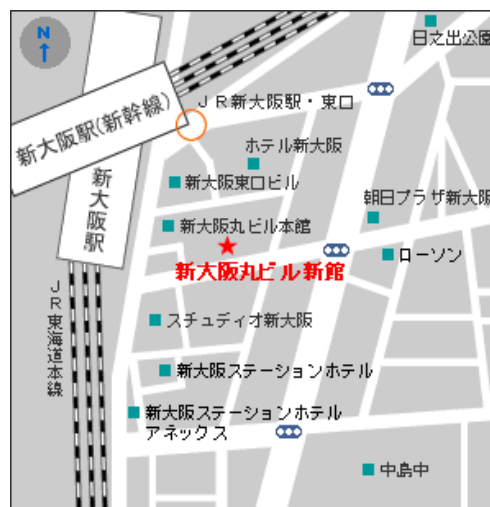 N
日之出公園
JR新大阪駅・東口
新大阪駅(新幹線)
ホテル新大阪
新大阪駅
新大阪東口ビル
朝日プラザ新大阪
新大阪丸ビル本館
ローソン
新大阪丸ビル新館
JR東海道本線
スチュディオ新大阪
新大阪ステーションホテル
新大阪ステーションホテル
アネックス
中島中